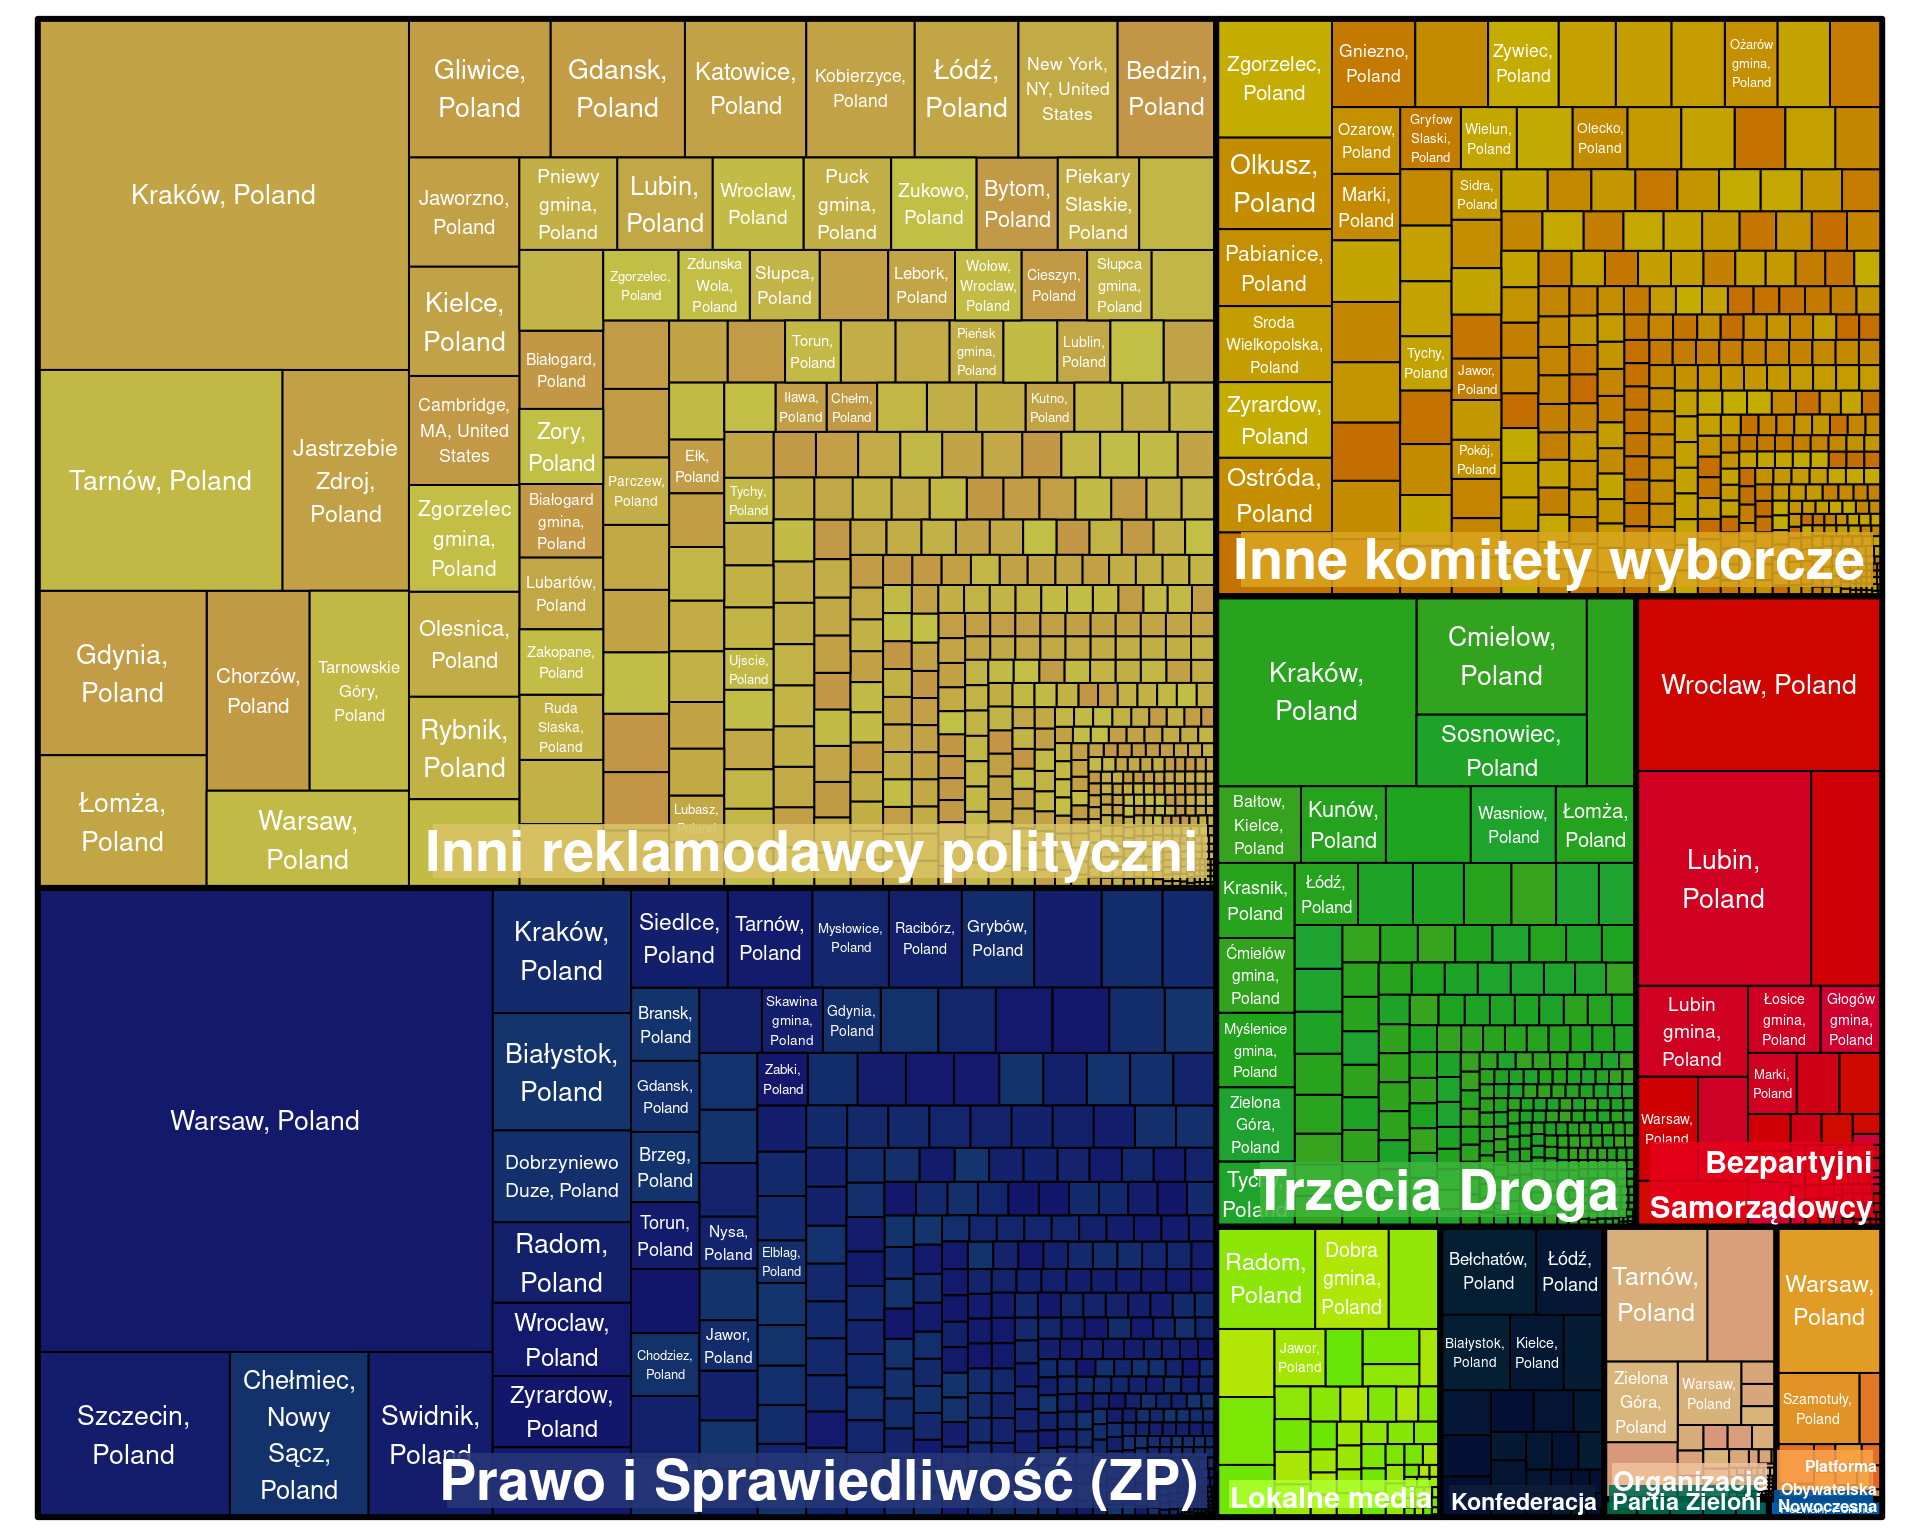 Kraków, Poland
Gliwice,
Poland
Gdansk,
Poland
Katowice,
Poland
Kobierzyce,
Poland
Łódź,
Poland
New York,
NY, United
States
Bedzin,
Poland
Jaworzno,
Poland
Pniewy
gmina,
Poland
Lubin,
Poland
Wroclaw,
Poland
Puck
gmina,
Poland
Zukowo,
Poland
Bytom,
Poland
Piekary
Slaskie,
Poland
Kielce,
Poland
Zgorzelec,
Poland
Zdunska
Wola,
Poland
Słupca,
Poland
Lebork,
Poland
Wołow,
Wroclaw,
Poland
Cieszyn,
Poland
Słupca
gmina,
Poland
Białogard,
Poland
Torun,
Poland
Pieńsk
gmina,
Poland
Lublin,
Poland
Tarnów, Poland
Jastrzebie
Zdroj,
Poland
Cambridge,
MA, United
States
Zory,
Poland
Iława,
Poland
Chełm,
Poland
Kutno,
Poland
Ełk,
Poland
Parczew,
Poland
Tychy,
Poland
Zgorzelec
gmina,
Poland
Białogard
gmina,
Poland
Lubartów,
Poland
Gdynia,
Poland
Chorzów,
Poland
Tarnowskie
Góry,
Poland
Olesnica,
Poland
Zakopane,
Poland
Ujscie,
Poland
Rybnik,
Poland
Ruda
Slaska,
Poland
Łomża,
Poland
Warsaw,
Poland
Lubasz,
Poland
Inni reklamodawcy polityczni
Zgorzelec,
Poland
Gniezno,
Poland
Zywiec,
Poland
Ożarów
gmina,
Poland
Olkusz,
Poland
Ozarow,
Poland
Gryfow
Slaski,
Poland
Wielun,
Poland
Olecko,
Poland
Marki,
Poland
Sidra,
Poland
Pabianice,
Poland
Sroda
Wielkopolska,
Poland
Tychy,
Poland
Jawor,
Poland
Zyrardow,
Poland
Pokój,
Poland
Ostróda,
Poland
Inne komitety wyborcze
Kraków,
Poland
Cmielow,
Poland
Sosnowiec,
Poland
Bałtow,
Kielce,
Poland
Kunów,
Poland
Wasniow,
Poland
Łomża,
Poland
Krasnik,
Poland
Łódź,
Poland
Ćmielów
gmina,
Poland
Myślenice
gmina,
Poland
Zielona
Góra,
Poland
Tychy,
Poland
Trzecia Droga
Wroclaw, Poland
Lubin,
Poland
Lubin
gmina,
Poland
Łosice
gmina,
Poland
Głogów
gmina,
Poland
Marki,
Poland
Warsaw,
Poland
Bezpartyjni
Samorządowcy
Warsaw, Poland
Kraków,
Poland
Siedlce,
Poland
Tarnów,
Poland
Mysłowice,
Poland
Racibórz,
Poland
Grybów,
Poland
Białystok,
Poland
Bransk,
Poland
Skawina
gmina,
Poland
Gdynia,
Poland
Gdansk,
Poland
Zabki,
Poland
Dobrzyniewo
Duze, Poland
Brzeg,
Poland
Radom,
Poland
Torun,
Poland
Nysa,
Poland
Elblag,
Poland
Wroclaw,
Poland
Chodziez,
Poland
Jawor,
Poland
Zyrardow,
Poland
Szczecin,
Poland
Chełmiec,
Nowy
Sącz,
Poland
Swidnik,
Poland
Prawo i Sprawiedliwość (ZP)
Radom,
Poland
Dobra
gmina,
Poland
Jawor,
Poland
Lokalne media
Bełchatów,
Poland
Łódź,
Poland
Białystok,
Poland
Kielce,
Poland
Konfederacja
Tarnów,
Poland
Zielona
Góra,
Poland
Warsaw,
Poland
Organizacje
Partia Zieloni
Warsaw,
Poland
Szamotuły,
Poland
Platforma
Obywatelska
Nowoczesna